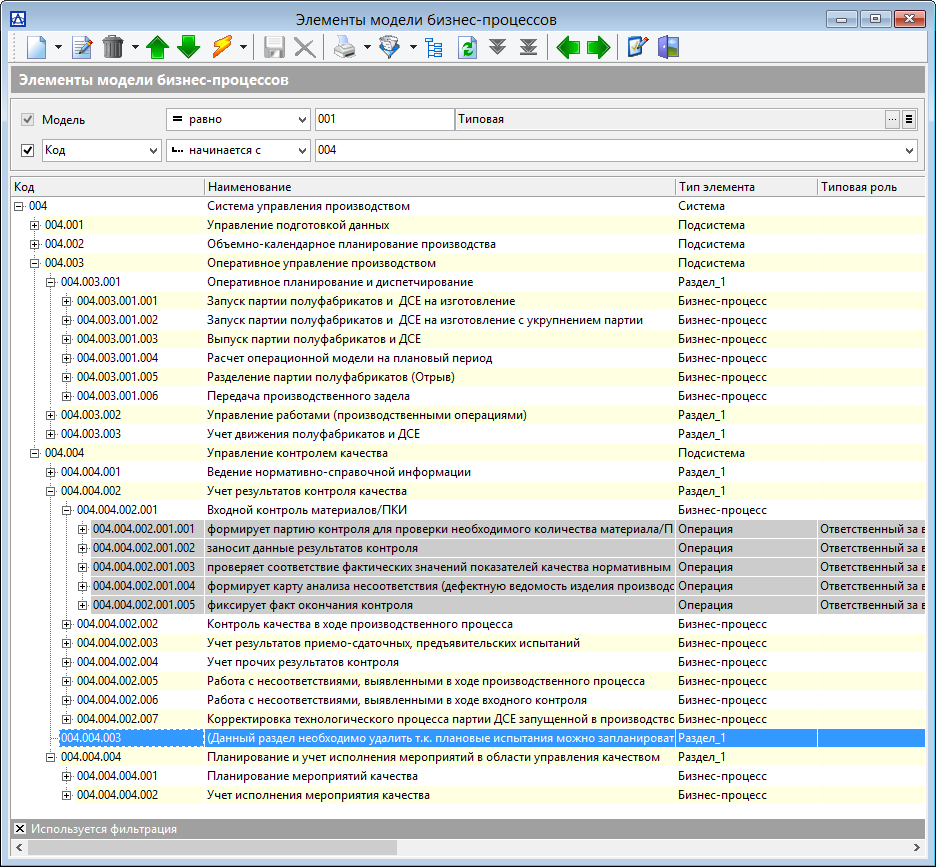 Элементы модели бизнес-процессов
Элементы модели бизнес-процессов
Модель = равно 001 Типовая
Код начинается с 004
Код Наименование Тип элемента Типовая роль
004 Система управления производством Система
004.001 Управление подготовкой данных Подсистема
004.002 Объемно-календарное планирование производства Подсистема
004.003 Оперативное управление производством Подсистема
004.003.001 Оперативное планирование и диспетчирование Раздел_1
004.003.001.001 Запуск партии полуфабрикатов и ДСЕ на изготовление Бизнес-процесс
004.003.001.002 Запуск партии полуфабрикатов и ДСЕ на изготовление с укрупнением партии Бизнес-процесс
004.003.001.003 Выпуск партии полуфабрикатов и ДСЕ Бизнес-процесс
004.003.001.004 Расчет операционной модели на плановый период Бизнес-процесс
004.003.001.005 Разделение партии полуфабрикатов (Отрыв) Бизнес-процесс
004.003.001.006 Передача производственного задела Бизнес-процесс
004.003.002 Управление работами (производственными операциями) Раздел_1
004.003.003 Учет движения полуфабрикатов и ДСЕ Раздел_1
004.004 Управление контролем качества Подсистема
004.004.001 Ведение нормативно-справочной информации Раздел_1
004.004.002 Учет результатов контроля качества Раздел_1
004.004.002.001 Входной контроль материалов/ПКИ Бизнес-процесс
004.004.002.001.001 формирует партию контроля для проверки необходимого количества материала/П Операция Ответственный за в
004.004.002.001.002 заносит данные результатов контроля Операция Ответственный за в
004.004.002.001.003 проверяет соответствие фактических значений показателей качества нормативным Операция Ответственный за в
004.004.002.001.004 формирует карту анализа несоответствия (дефектную ведомость изделия производс Операция Ответственный за в
004.004.002.001.005 фиксирует факт окончания контроля Операция Ответственный за в
004.004.002.002 Контроль качества в ходе производственного процесса Бизнес-процесс
004.004.002.003 Учет результатов приемо-сдаточных, предъявительских испытаний Бизнес-процесс
004.004.002.004 Учет прочих результатов контроля Бизнес-процесс
004.004.002.005 Работа с несоответствиями, выявленными в ходе производственного процесса Бизнес-процесс
004.004.002.006 Работа с несоответствиями, выявленными в ходе входного контроля Бизнес-процесс
004.004.002.007 Корректировка технологического процесса партии ДСЕ запущенной в производствс Бизнес-процесс
004.004.003 (Данный раздел необходимо удалить т.к. плановые испытания можно запланироват Раздел_1
004.004.004 Планирование и учет исполнения мероприятий в области управления качеством Раздел_1
004.004.004.001 Планирование мероприятий качества Бизнес-процесс
004.004.004.002 Учет исполнения мероприятия качества Бизнес-процесс
Используется фильтрация